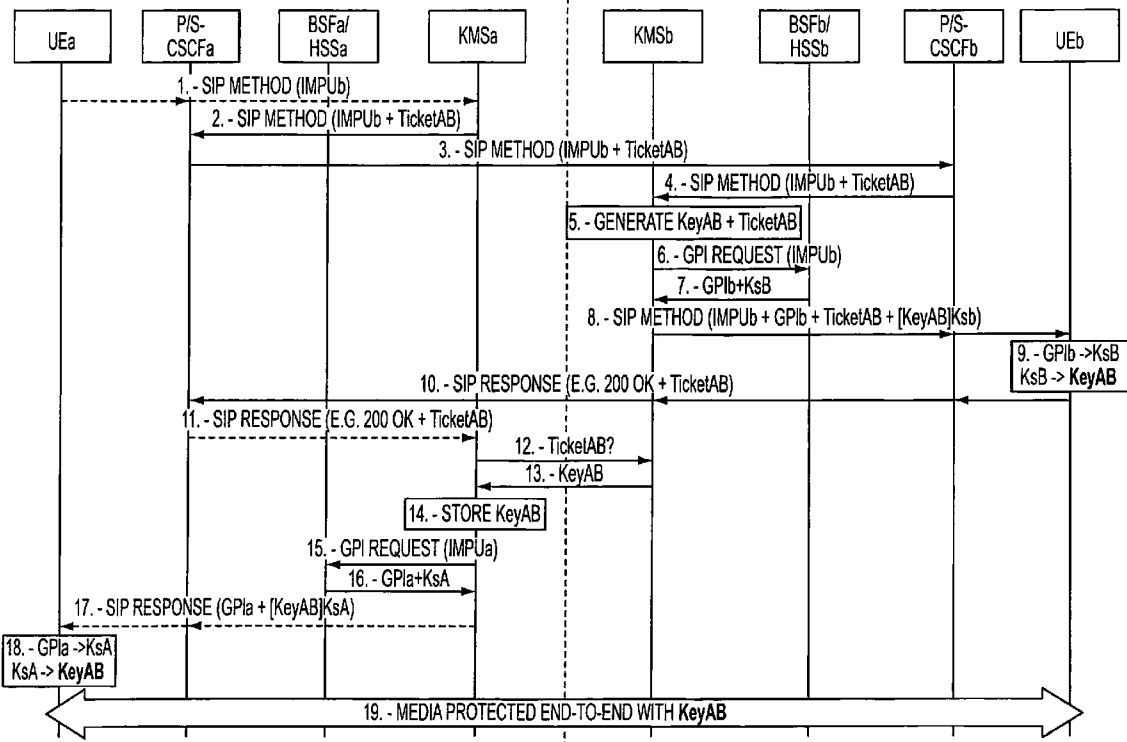 UEa
P/S-
CSCFa
BSFa/
HSSa
KMSa
KMSb
BSFb/
HSSb
P/S-
CSCFb
UEb
1. - SIP METHOD (IMPUb)
2. - SIP METHOD (IMPUb + TicketAB)
3. - SIP METHOD (IMPUb + TicketAB)
4. - SIP METHOD (IMPUb + TicketAB)
5. - GENERATE KeyAB + TicketAB
6. - GPI REQUEST (IMPUb)
7. - GPIb+KsB
8. - SIP METHOD (IMPUb + GPIb + TicketAB + [KeyAB]Ksb)
9. - GPIb ->KsB
KsB -> KeyAB
10. - SIP RESPONSE (E.G. 200 OK + TicketAB)
11. - SIP RESPONSE (E.G. 200 OK + TicketAB)
12. - TicketAB?
13. - KeyAB
14. - STORE KeyAB
15. - GPI REQUEST (IMPUa)
16. - GPIa+KsA
17. - SIP RESPONSE (GPIa + [KeyAB]KsA)
18. - GPIa ->KsA
KsA -> KeyAB
19. - MEDIA PROTECTED END-TO-END WITH KeyAB